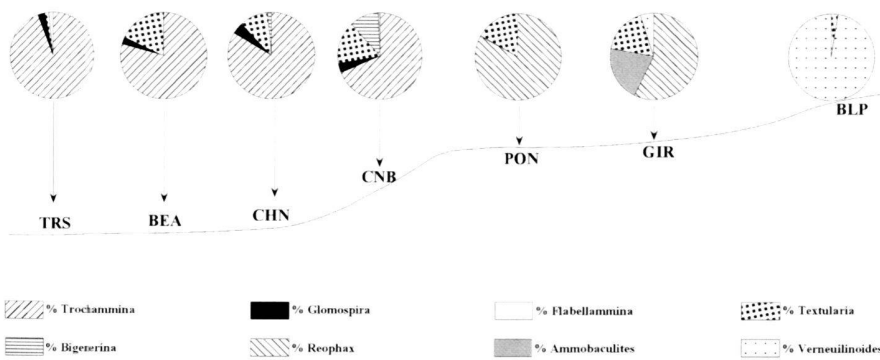 BLP
PON
GIR
CNB
TRS
BEA
CHN
% Trochammina
% Glomospira
% Flabellammina
% Textularia
% Bigenerina
% Reophax
% Ammobaculites
% Verneuilinoides